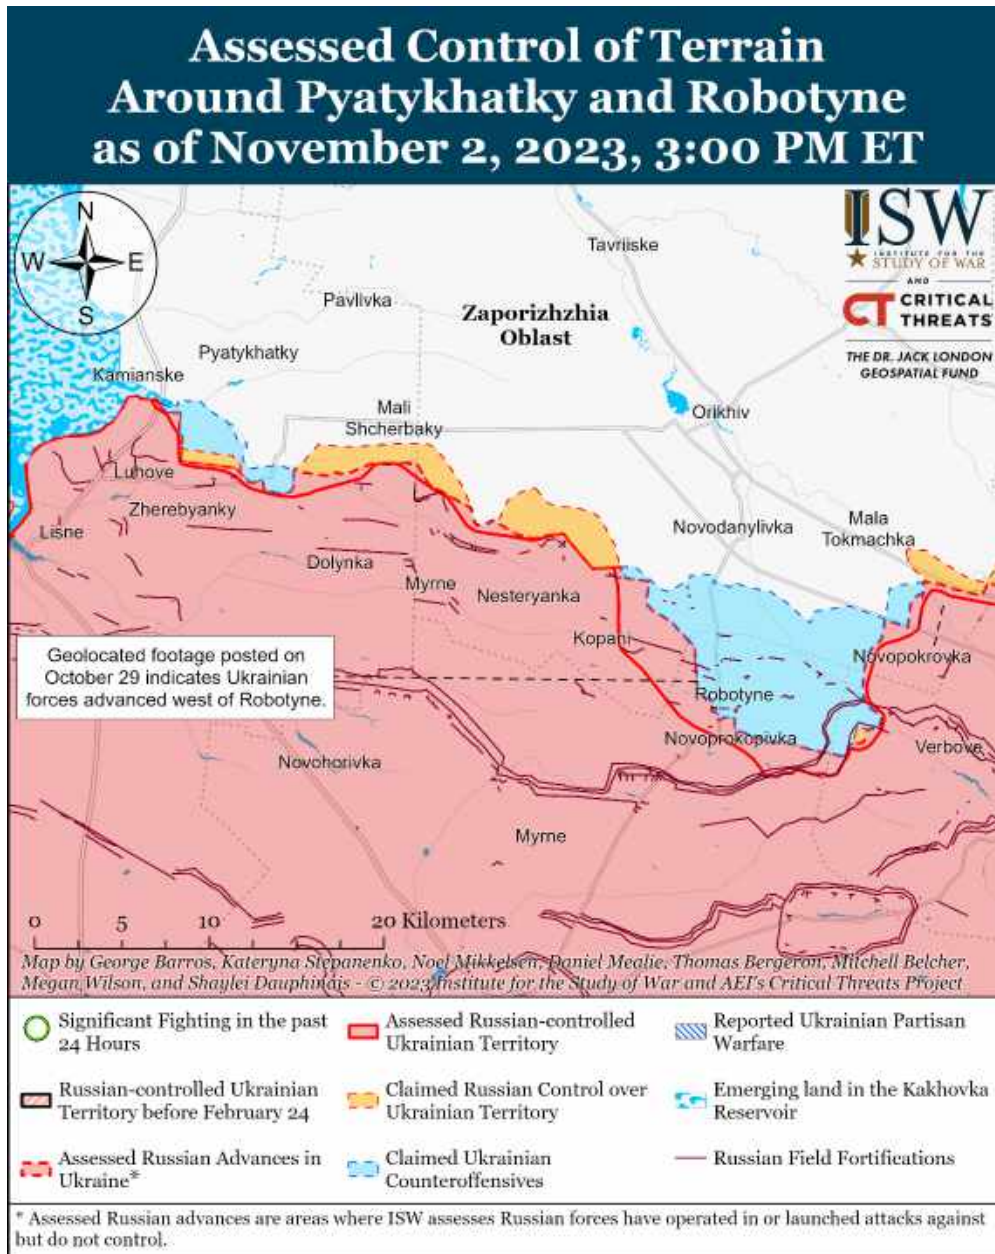 Assessed Control of Terrain
Around Pyatykhatky and Robotyne
as of November 2, 2023, 3:00 PM ET
N
W
E
S
ISW
INSTITUTE FOR THE
STUDY OF WAR
AND
CT CRITICAL
THREATS
THE DR. JACK LONDON
GEOSPATIAL FUND
Tavriiske
Pavlivka
Zaporizhzhia
Oblast
Pyatykhatky
Kamianske
Mali
Shcherbaky
Orikhiv
Luhove
Zherebyanky
Lisne
Novodanylivka
Mala
Tokmachka
Dolynka
Myrne
Nesteryanka
Kopani
Novopokrovka
Geolocated footage posted on
October 29 indicates Ukrainian
forces advanced west of Robotyne.
Robotyne
Novoprokopivka
Verbove
Novohorivka
Myrne
0 5 10 20 Kilometers
Map by George Barros, Kateryna Stepanenko, Noel Mikkelsen, Daniel Mealie, Thomas Bergeron, Mitchell Belcher,
Megan Wilson, and Shaylei Dauphinais - © 2023 Institute for the Study of War and AEI's Critical Threats Project
Significant Fighting in the past
24 Hours
Assessed Russian-controlled
Ukrainian Territory
Reported Ukrainian Partisan
Warfare
Russian-controlled Ukrainian
Territory before February 24
Claimed Russian Control over
Ukrainian Territory
Emerging land in the Kakhovka
Reservoir
Assessed Russian Advances in
Ukraine*
Claimed Ukrainian
Counteroffensives
Russian Field Fortifications
* Assessed Russian advances are areas where ISW assesses Russian forces have operated in or launched attacks against
but do not control.